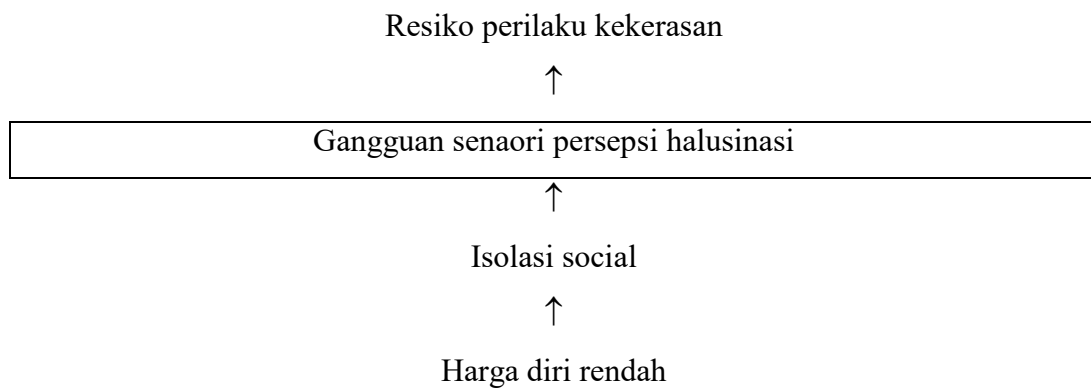 Resiko perilaku kekerasan
↑
Gangguan senaori persepsi halusinasi
↑
Isolasi social
↑
Harga diri rendah